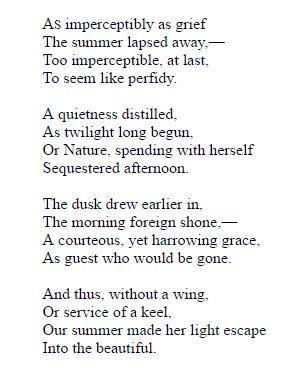 As imperceptibly as grief
The summer lapsed away,—
Too imperceptible, at last,
To seem like perfidy.

A quietness distilled,
As twilight long begun,
Or Nature, spending with herself
Sequestered afternoon.

The dusk drew earlier in,
The morning foreign shone,—
A courteous, yet harrowing grace,
As guest who would be gone.

And thus, without a wing,
Or service of a keel,
Our summer made her light escape
Into the beautiful.